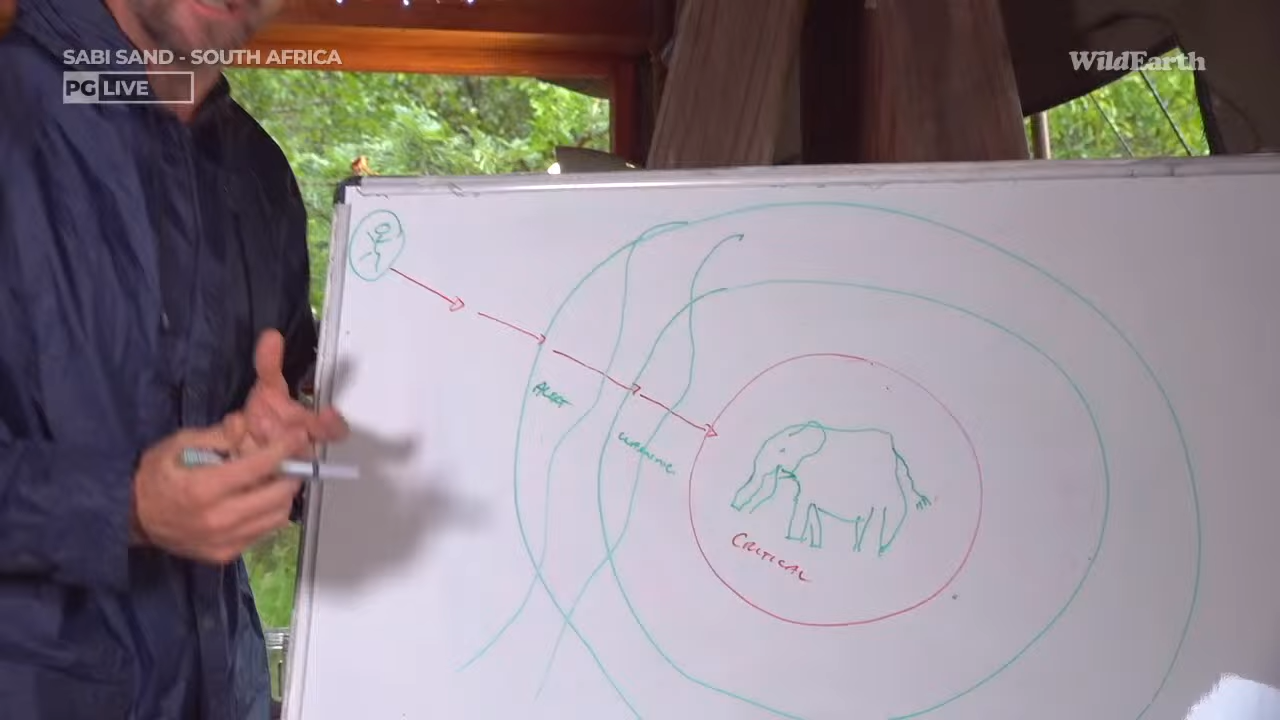 SABI SAND - SOUTH AFRICA
PG LIVE
WildEarth
ALERT
WARNING
CRITICAL